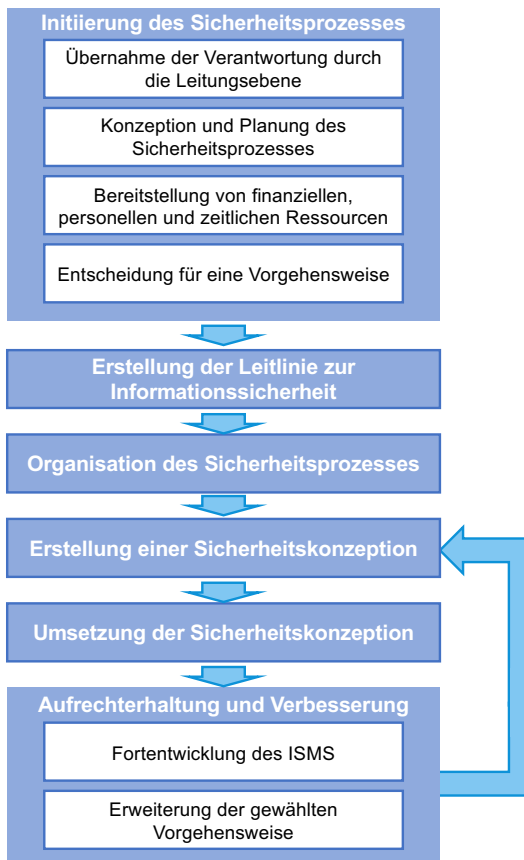 Initiierung des Sicherheitsprozesses
Übernahme der Verantwortung durch
die Leitungsebene
Konzeption und Planung des
Sicherheitsprozesses
Bereitstellung von finanziellen,
personellen und zeitlichen Ressourcen
Entscheidung für eine Vorgehensweise
Erstellung der Leitlinie zur
Informationssicherheit
Organisation des Sicherheitsprozesses
Erstellung einer Sicherheitskonzeption
Umsetzung der Sicherheitskonzeption
Aufrechterhaltung und Verbesserung
Fortentwicklung des ISMS
Erweiterung der gewählten
Vorgehensweise